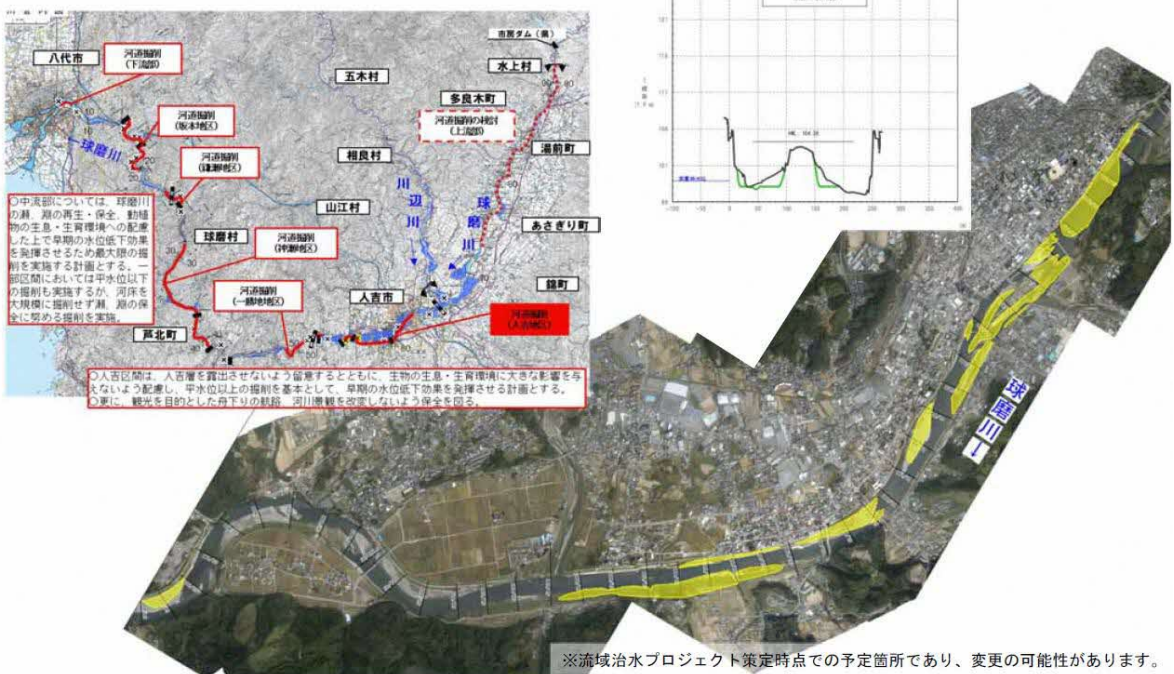 八代市
河道掘削
(下流部)
河道掘削
(坂本地区)
←球磨川
河道掘削
(鎌瀬地区)
五木村
相良村
川辺川
山江村
球磨村
河道掘削
(神瀬地区)
河道掘削
(一勝地地区)
芦北町
人吉市
市房ダム(県)
水上村
多良木町
河道掘削の検討
(上流部)
湯前町
球磨川
あさぎり町
錦町
河道掘削
(人吉地区)
○中流部については、球磨川
の瀬、淵の再生・保全、動植
物の生息・生育環境への配慮
した上で早期の水位低下効果
を発揮させるため最大限の掘
削を実施する計画とする。一
部区間においては平水位以下
の掘削も実施するが、河床を
大規模に掘削せず瀬、淵の保
全に努める掘削を実施。
○人吉区間は、人吉層を露出させないよう留意するとともに、生物の生息・生育環境に大きな影響を与
えないよう配慮し、平水位以上の掘削を基本として、早期の水位低下効果を発揮させる計画とする。
○更に、観光を目的とした舟下りの航路、河川景観を改変しないよう保全を図る。
-100 -50 0 50 100 150 200 250 300 350 400
球磨川→
※流域治水プロジェクト策定時点での予定箇所であり、変更の可能性があります。